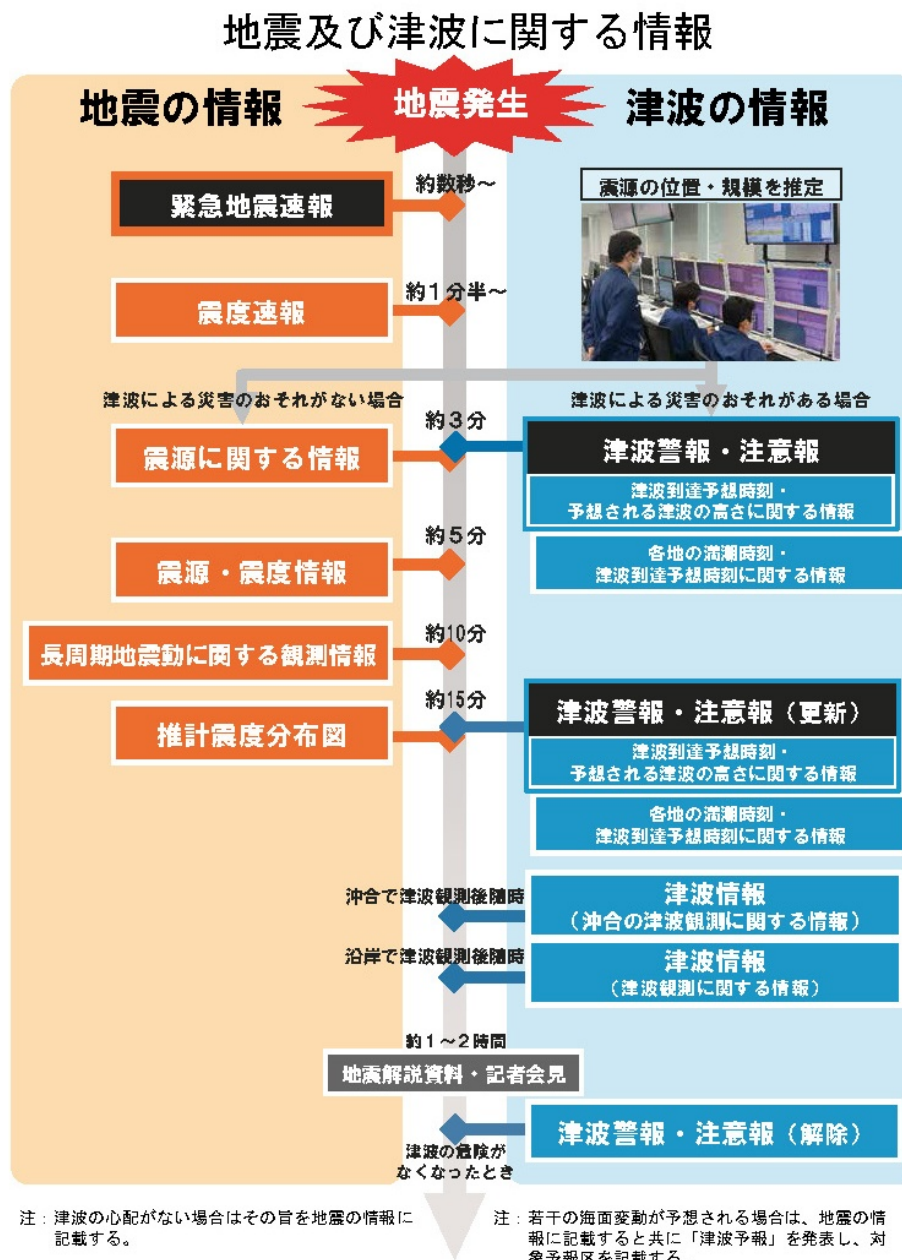 地震及び津波に関する情報
地震の情報
地震発生
津波の情報
約数秒～
緊急地震速報
震源の位置・規模を推定
約1分半～
震度速報
津波による災害のおそれがない場合
津波による災害のおそれがある場合
約3分
震源に関する情報
津波警報・注意報
津波到達予想時刻・
予想される津波の高さに関する情報
約5分
震源・震度情報
各地の満潮時刻・
津波到達予想時刻に関する情報
約10分
長周期地震動に関する観測情報
約15分
推計震度分布図
津波警報・注意報（更新）
津波到達予想時刻・
予想される津波の高さに関する情報
各地の満潮時刻・
津波到達予想時刻に関する情報
沖合で津波観測後随時
津波情報
（沖合の津波観測に関する情報）
沿岸で津波観測後随時
津波情報
（津波観測に関する情報）
約1～2時間
地震解説資料・記者会見
津波警報・注意報（解除）
津波の危険が
なくなったとき
注：津波の心配がない場合はその旨を地震の情報に
記載する。
注：若干の海面変動が予想される場合は、地震の情
報に記載すると共に「津波予報」を発表し、対
象予報区を記載する